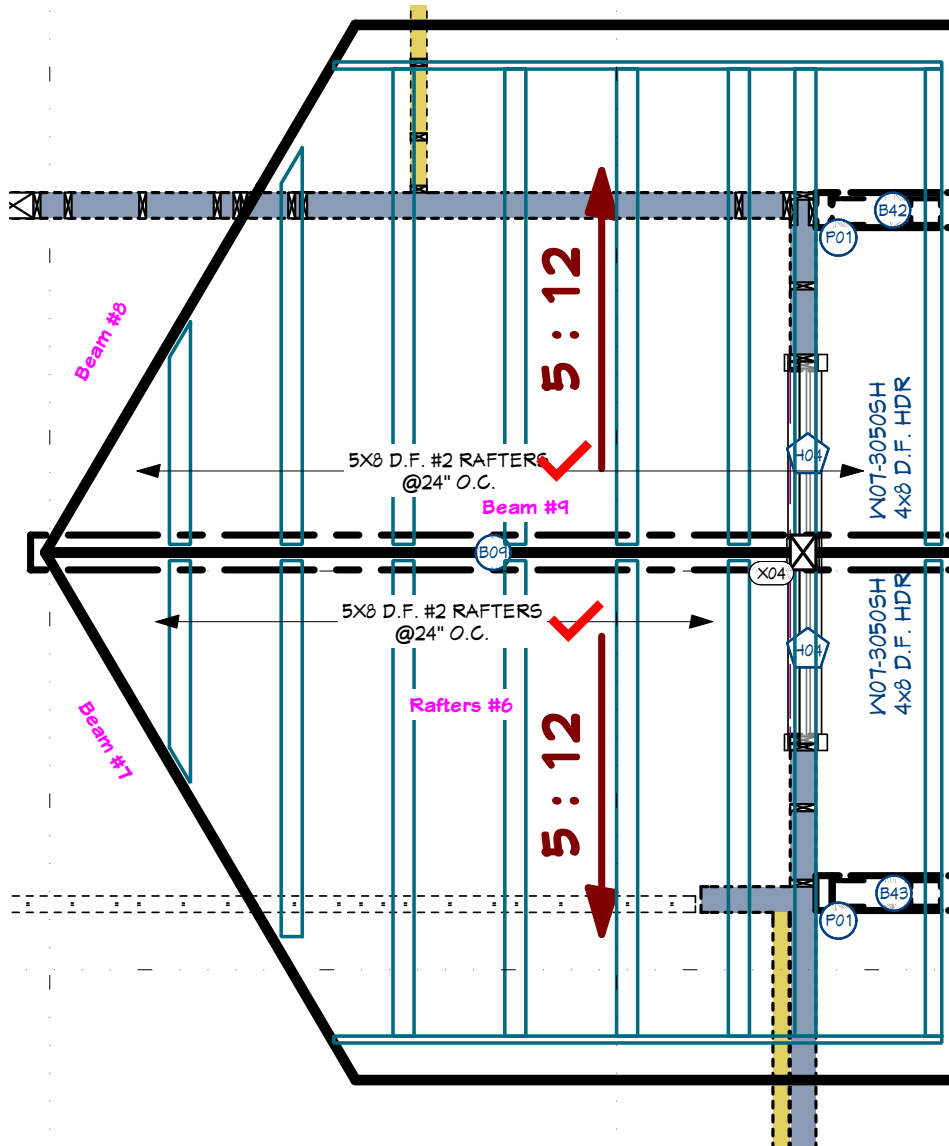 B42
P01
5 : 12
Beam #8
W07-3050SH
4x8 D.F. HDR
H04
5X8 D.F. #2 RAFTERS
@24" O.C.
Beam #9
B09
X04
5X8 D.F. #2 RAFTERS
@24" O.C.
W07-3050SH
4x8 D.F. HDR
H04
Rafters #6
Beam #7
5 : 12
B43
P01